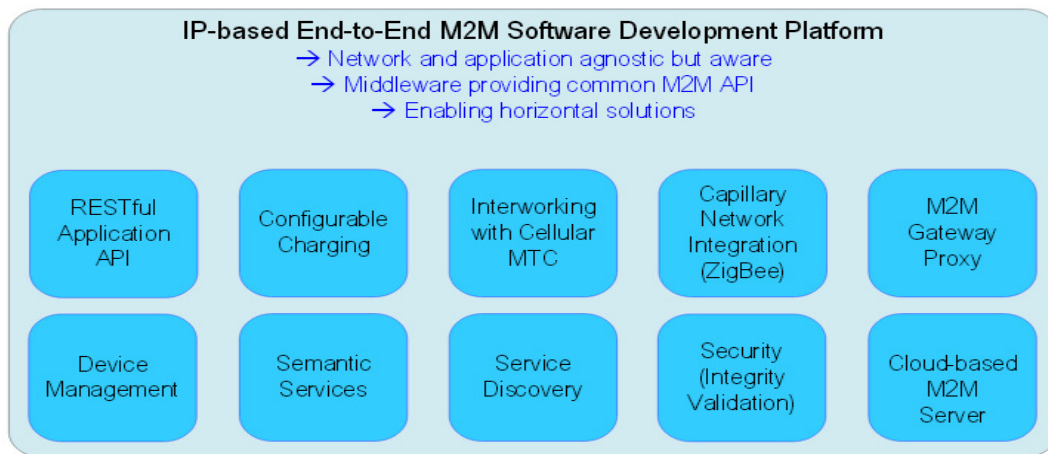 IP-based End-to-End M2M Software Development Platform
→ Network and application agnostic but aware
→ Middleware providing common M2M API
→ Enabling horizontal solutions
RESTful
Application
API
Configurable
Charging
Interworking
with Cellular
MTC
Capillary
Network
Integration
(ZigBee)
M2M
Gateway
Proxy
Device
Management
Semantic
Services
Service
Discovery
Security
(Integrity
Validation)
Cloud-based
M2M
Server